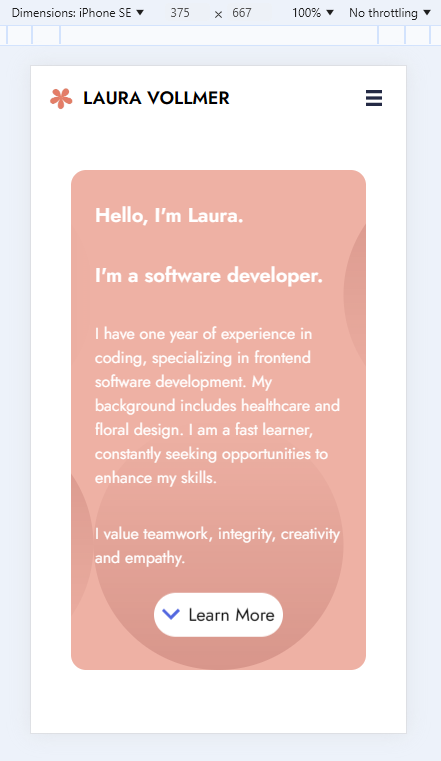 Dimensions: iPhone SE 375 × 667 100% No throttling
LAURA VOLLMER
Hello, I'm Laura.
I'm a software developer.
I have one year of experience in
coding, specializing in frontend
software development. My
background includes healthcare and
floral design. I am a fast learner,
constantly seeking opportunities to
enhance my skills.
I value teamwork, integrity, creativity
and empathy.
Learn More